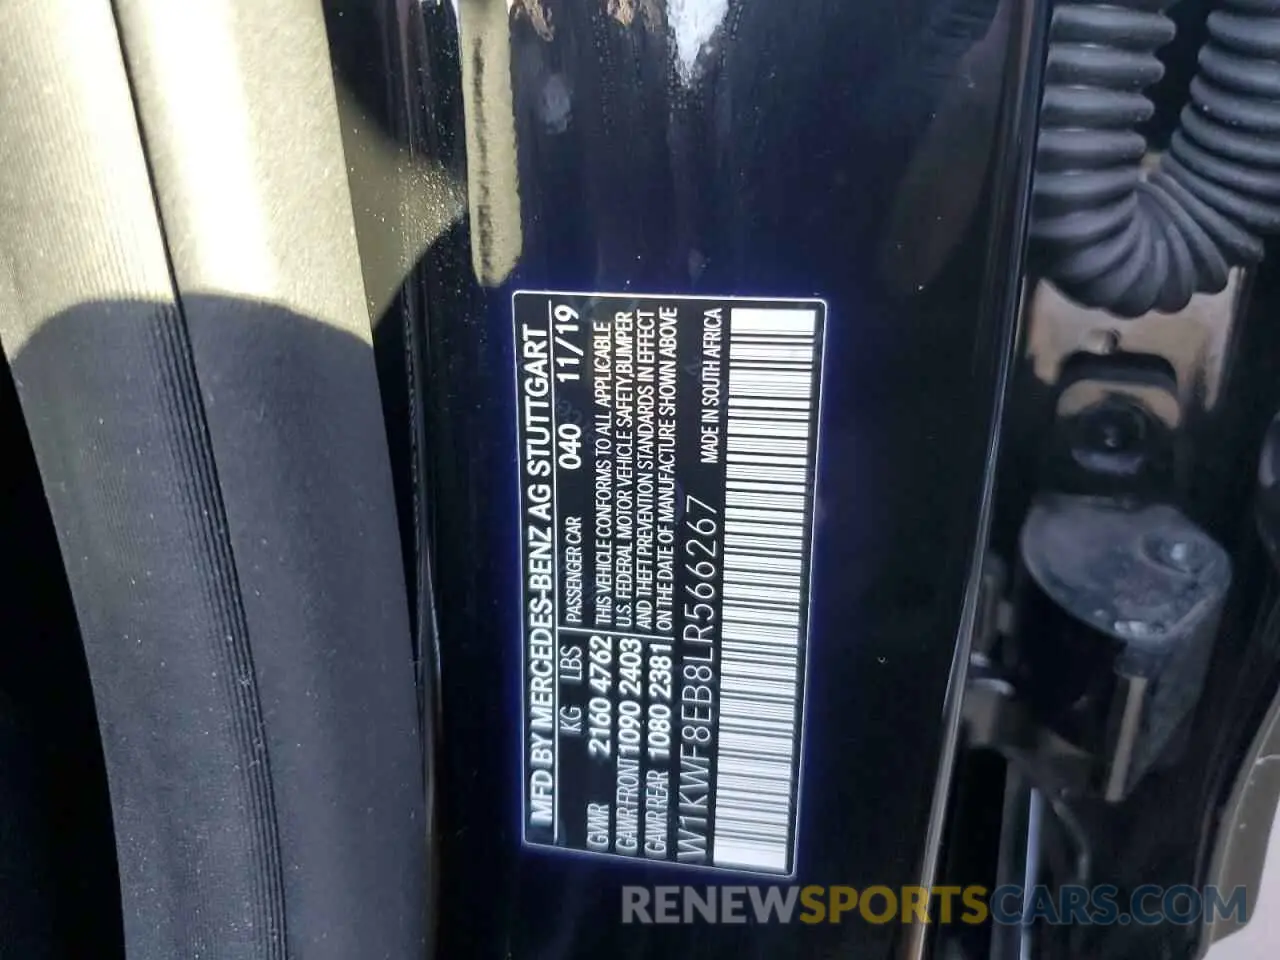 MFD BY MERCEDES-BENZ AG STUTTGART
KG LBS PASSENGER CAR 040 11/19
GVWR 2160 4762 THIS VEHICLE CONFORMS TO ALL APPLICABLE
GAWR FRONT 1090 2403 U.S. FEDERAL MOTOR VEHICLE SAFETY,BUMPER
GAWR REAR 1080 2381 AND THEFT PREVENTION STANDARDS IN EFFECT
ON THE DATE OF MANUFACTURE SHOWN ABOVE
W1KWF8EB8LR566267 MADE IN SOUTH AFRICA
RENEWSPORTSCARS.COM